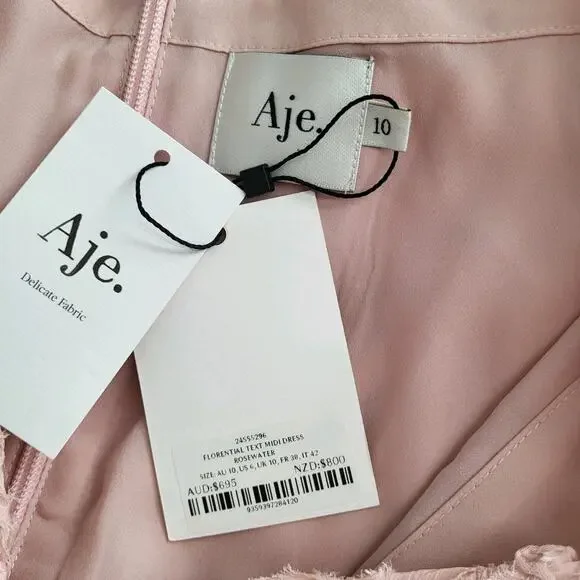 Aje.
10
Aje.
Delicate Fabric
24SS5296
FLORENTIAL TEXT MIDI DRESS
ROSEWATER
SIZE: AU 10, US 6, UK 10, FR 38, IT 42
AUD:$695 NZD:$800
9359397284120